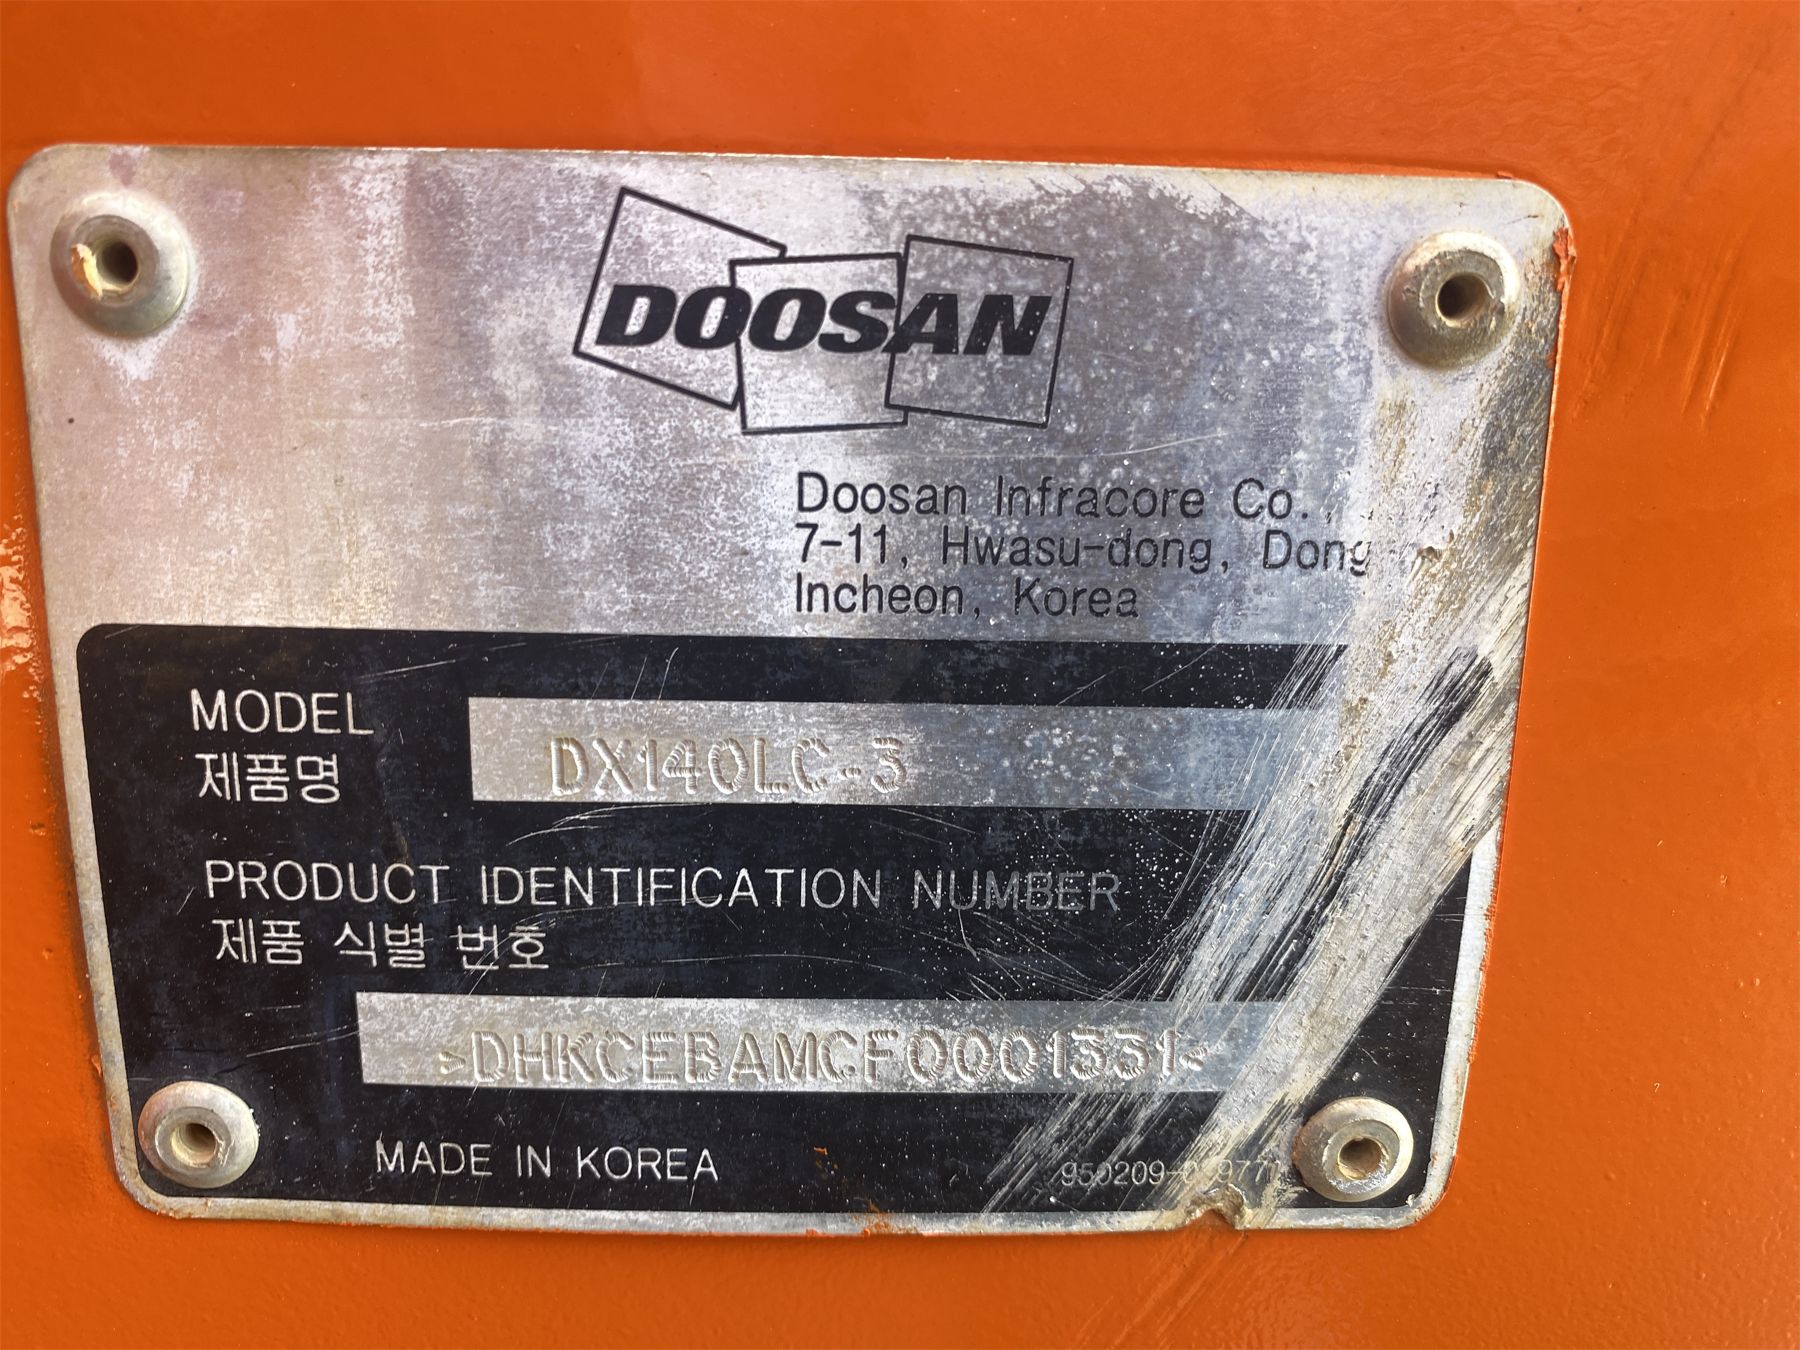 DOOSAN
Doosan Infracore Co.,
7-11, Hwasu-dong, Dong
Incheon, Korea
MODEL
DX140LC-3
제품명
PRODUCT IDENTIFICATION NUMBER
제품 식별 번호
>DHKCEBAMCF0001331<
MADE IN KOREA